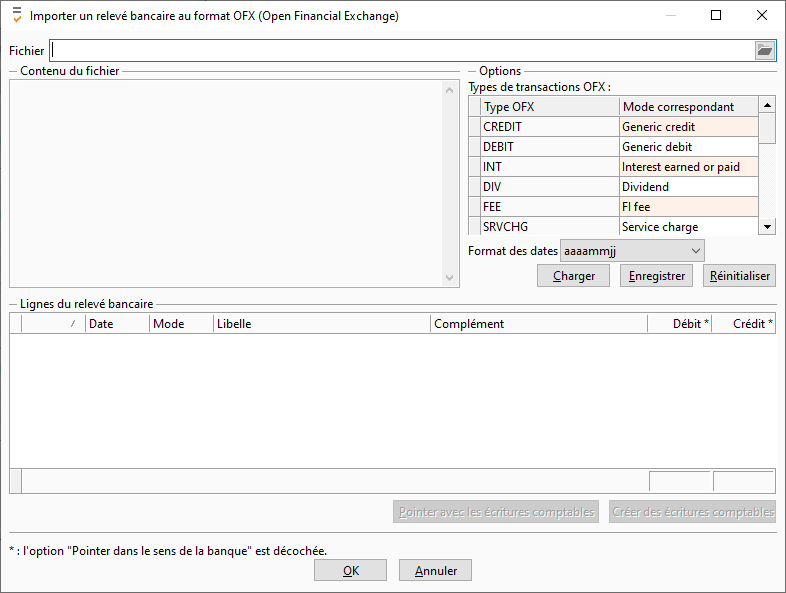 Importer un relevé bancaire au format OFX (Open Financial Exchange)
Fichier
Contenu du fichier
Options
Types de transactions OFX :
Type OFX Mode correspondant
CREDIT Generic credit
DEBIT Generic debit
INT Interest earned or paid
DIV Dividend
FEE FI fee
SRVCHG Service charge
Format des dates aaaammjj
Charger Enregistrer Réinitialiser
Lignes du relevé bancaire
Date Mode Libelle Complément Débit * Crédit *
Pointer avec les écritures comptables Créer des écritures comptables
* : l'option "Pointer dans le sens de la banque" est décochée.
OK Annuler